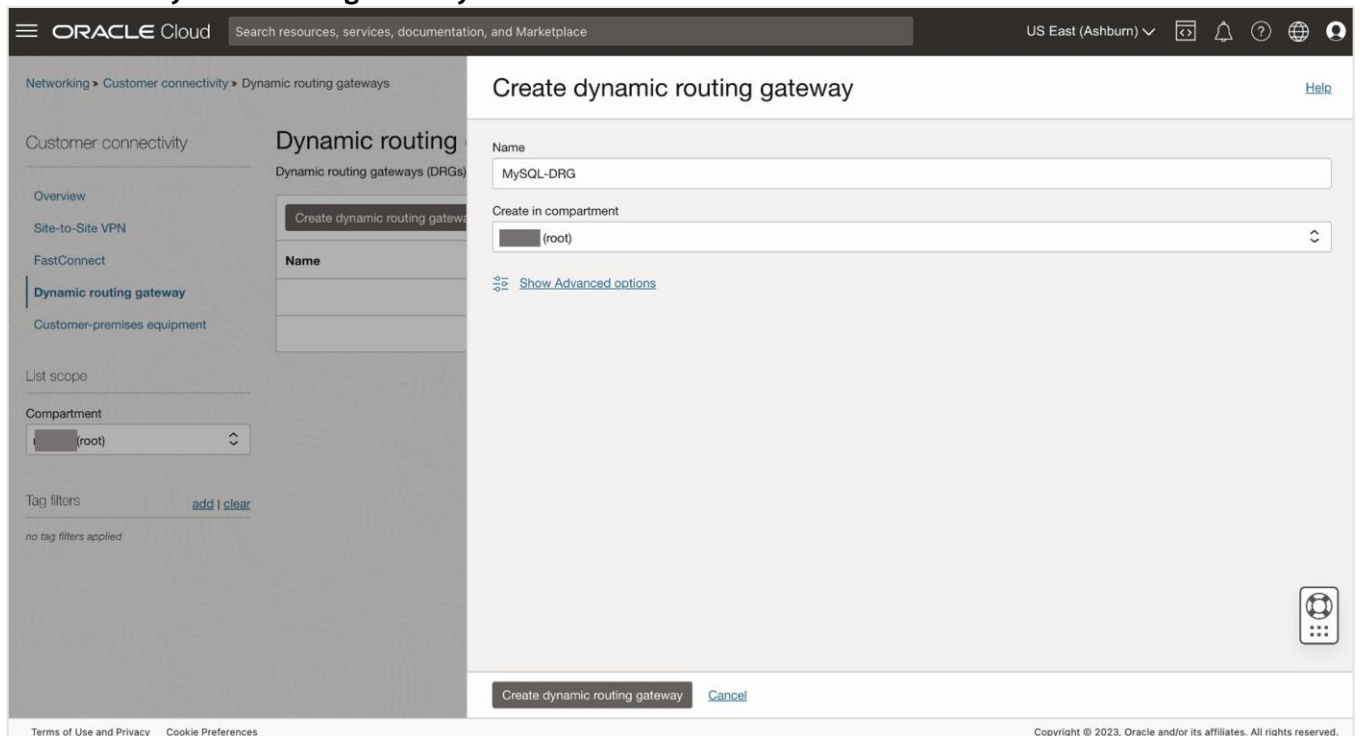 ORACLE Cloud
Search resources, services, documentation, and Marketplace
US East (Ashburn)
Networking » Customer connectivity » Dynamic routing gateways
Customer connectivity
Overview
Site-to-Site VPN
FastConnect
Dynamic routing gateway
Customer-premises equipment
List scope
Compartment
(root)
Tag filters
add | clear
no tag filters applied
Dynamic routing
Dynamic routing gateways (DRGs)
Create dynamic routing gatewa
Name
Create dynamic routing gateway
Help
Name
MySQL-DRG
Create in compartment
(root)
Show Advanced options
Create dynamic routing gateway
Cancel
Terms of Use and Privacy Cookie Preferences
Copyright © 2023, Oracle and/or its affiliates. All rights reserved.